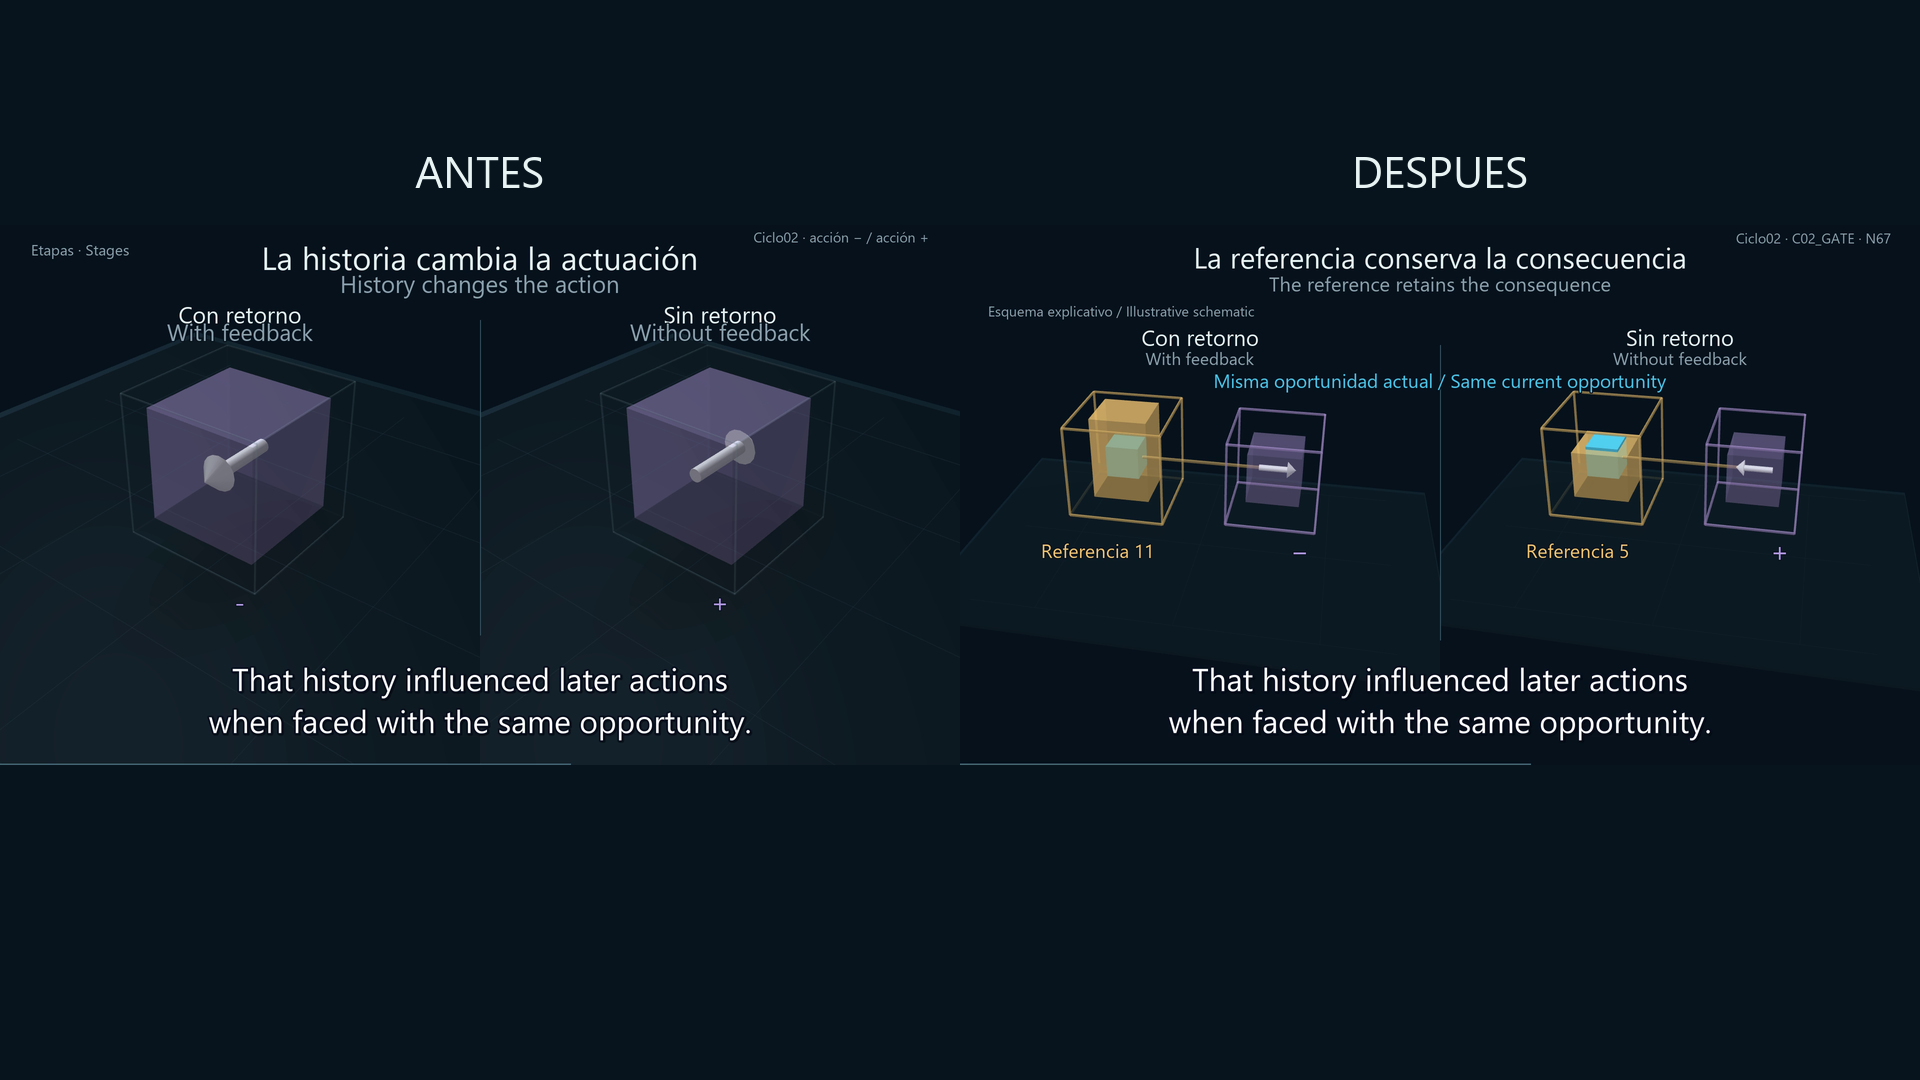 ANTES
Etapas · Stages
Ciclo02 · acción − / acción +
La historia cambia la actuación
History changes the action
Con retorno
With feedback
Sin retorno
Without feedback
-
+
That history influenced later actions
when faced with the same opportunity.
DESPUES
Ciclo02 · C02_GATE · N67
La referencia conserva la consecuencia
The reference retains the consequence
Esquema explicativo / Illustrative schematic
Con retorno
With feedback
Sin retorno
Without feedback
Misma oportunidad actual / Same current opportunity
Referencia 11
−
Referencia 5
+
That history influenced later actions
when faced with the same opportunity.